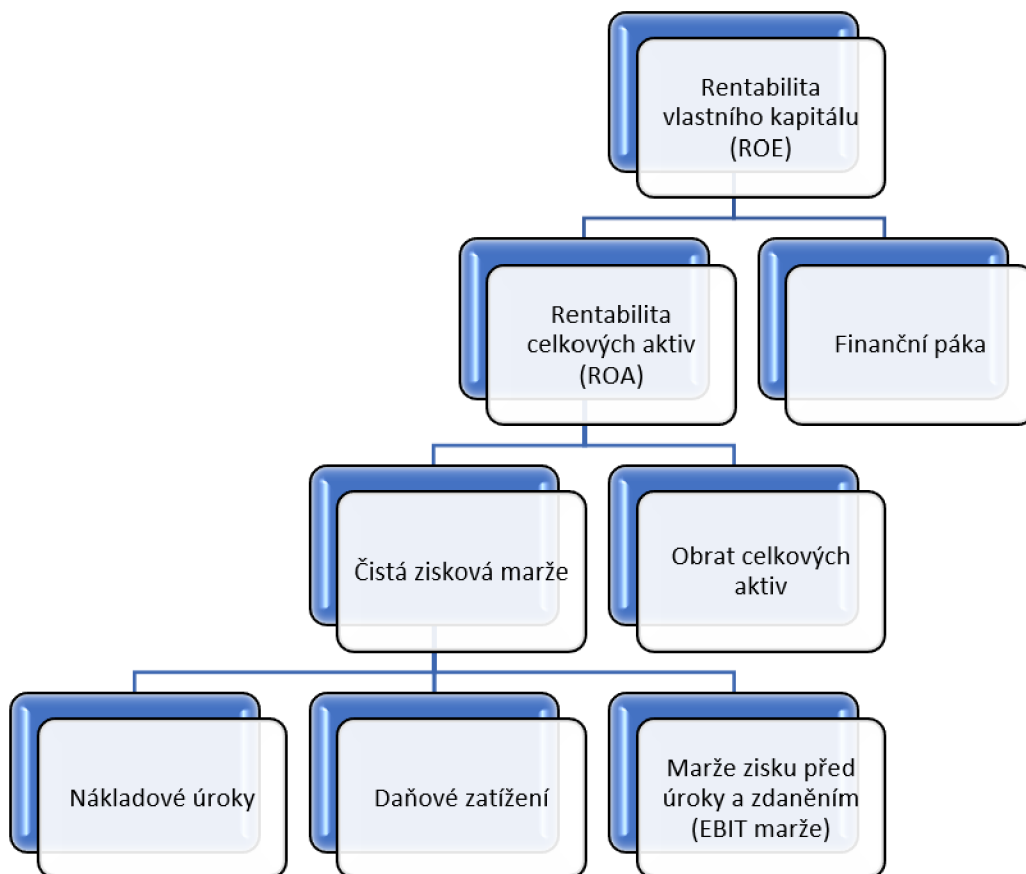 Rentabilita
vlastního kapitálu
(ROE)
Rentabilita
celkových aktiv
(ROA)
Finanční páka
Čistá zisková marže
Obrat celkových
aktiv
Nákladové úroky
Daňové zatížení
Marže zisku před
úroky a zdaněním
(EBIT marže)